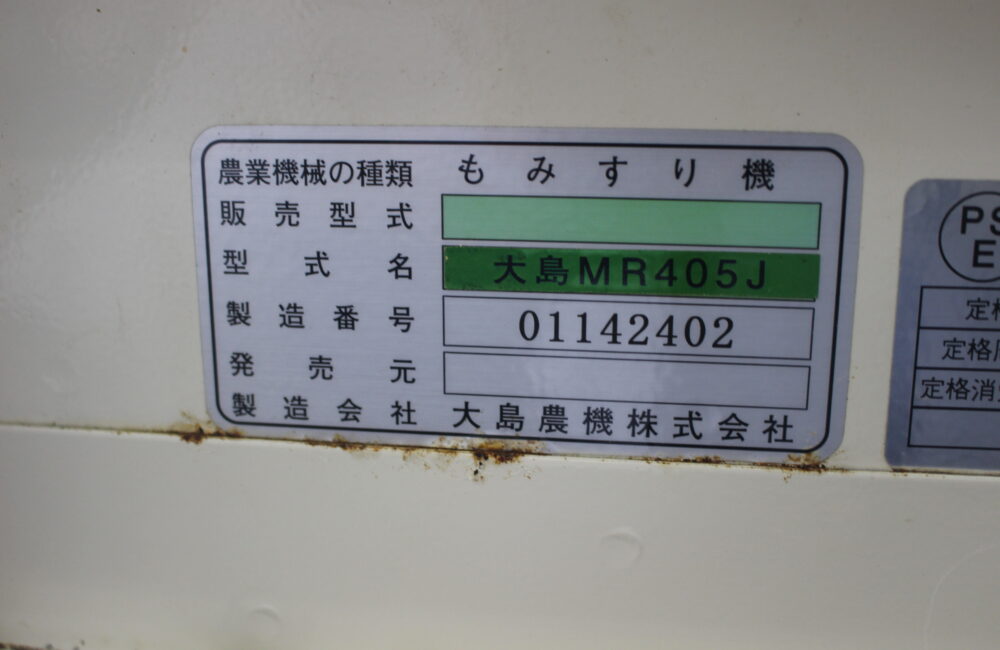 農業機械の種類 もみすり機
販売型式
型式名 大島MR405J
製造番号 01142402
発売元
製造会社 大島農機株式会社
PS
E
定格
定格
定格消